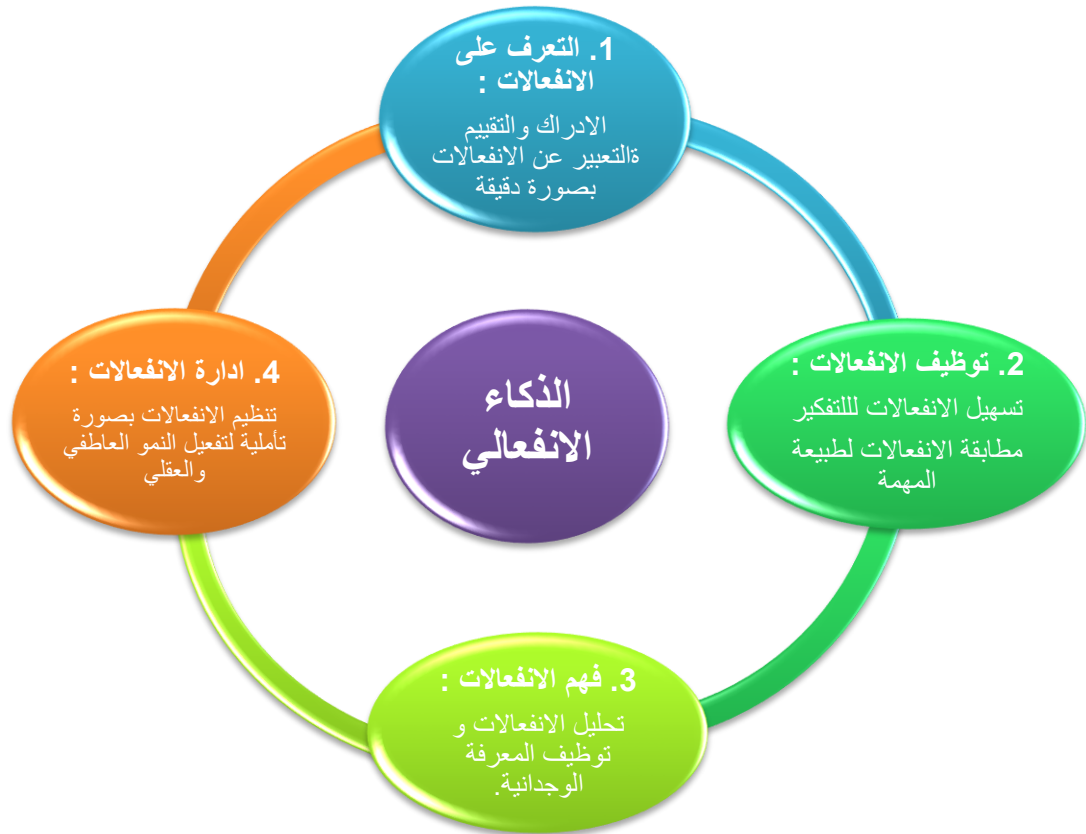 1. التعرف على
الانفعالات :
الادراك والتقييم
ةالتعبير عن الانفعالات
بصورة دقيقة
2. توظيف الانفعالات :
تسهيل الانفعالات لللتفكير
مطابقة الانفعالات لطبيعة
المهمة
3. فهم الانفعالات :
تحليل الانفعالات و
توظيف المعرفة
الوجدانية.
4. ادارة الانفعالات :
تنظيم الانفعالات بصورة
تأملية لتفعيل النمو العاطفي
والعقلي
الذكاء
الانفعالي